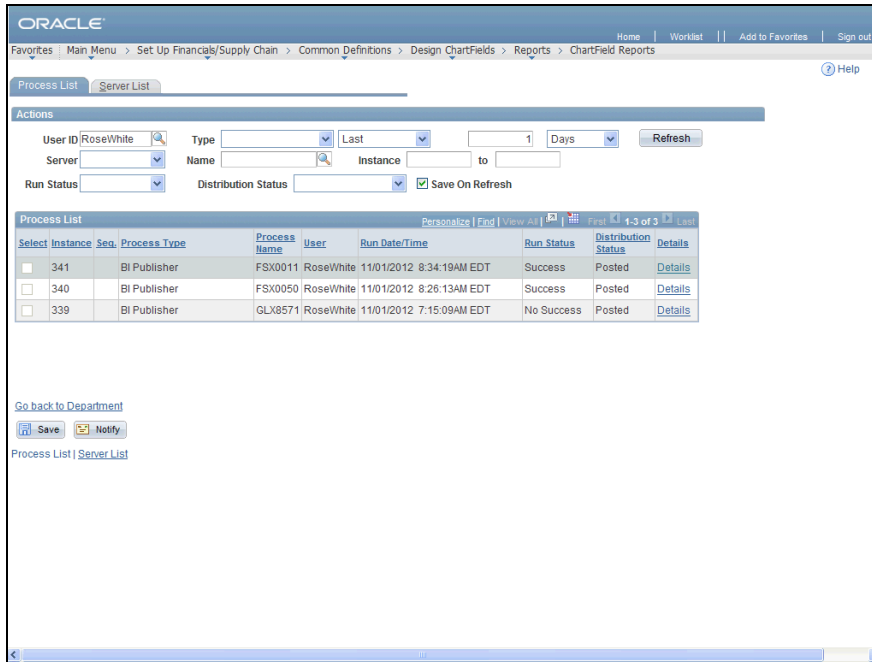 ORACLE
Home | Worklist || Add to Favorites | Sign out
Favorites | Main Menu > Set Up Financials/Supply Chain > Common Definitions > Design ChartFields > Reports > ChartField Reports
Help
Process List Server List
Actions
User ID RoseWhite Type Last 1 Days Refresh
Server Name Instance to
Run Status Distribution Status Save On Refresh
Process List Personalize | Find | View All | First 1-3 of 3 Last
Select Instance Seq. Process Type Process Name User Run Date/Time Run Status Distribution Status Details
341 BI Publisher FSX0011 RoseWhite 11/01/2012 8:34:19AM EDT Success Posted Details
340 BI Publisher FSX0050 RoseWhite 11/01/2012 8:26:13AM EDT Success Posted Details
339 BI Publisher GLX8571 RoseWhite 11/01/2012 7:15:09AM EDT No Success Posted Details
Go back to Department
Save Notify
Process List | Server List